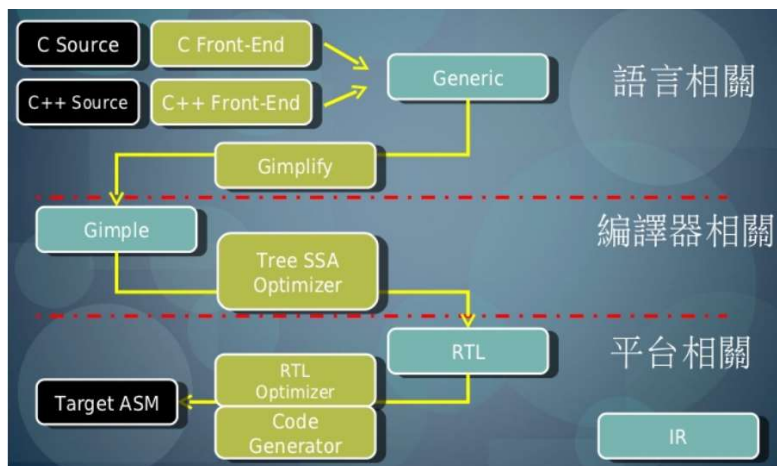 C Source
C Front-End
Generic
語言相關
C++ Source
C++ Front-End
Gimplify
Gimple
編譯器相關
Tree SSA
Optimizer
RTL
平台相關
RTL
Optimizer
Target ASM
Code
Generator
IR